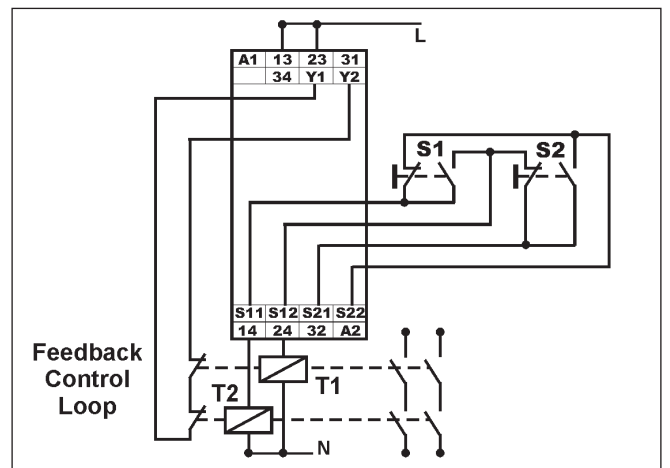 L
A1 13 23 31
34 Y1 Y2
S1 S2
S11 S12 S21 S22
14 24 32 A2
Feedback
Control
Loop
T1
T2
N